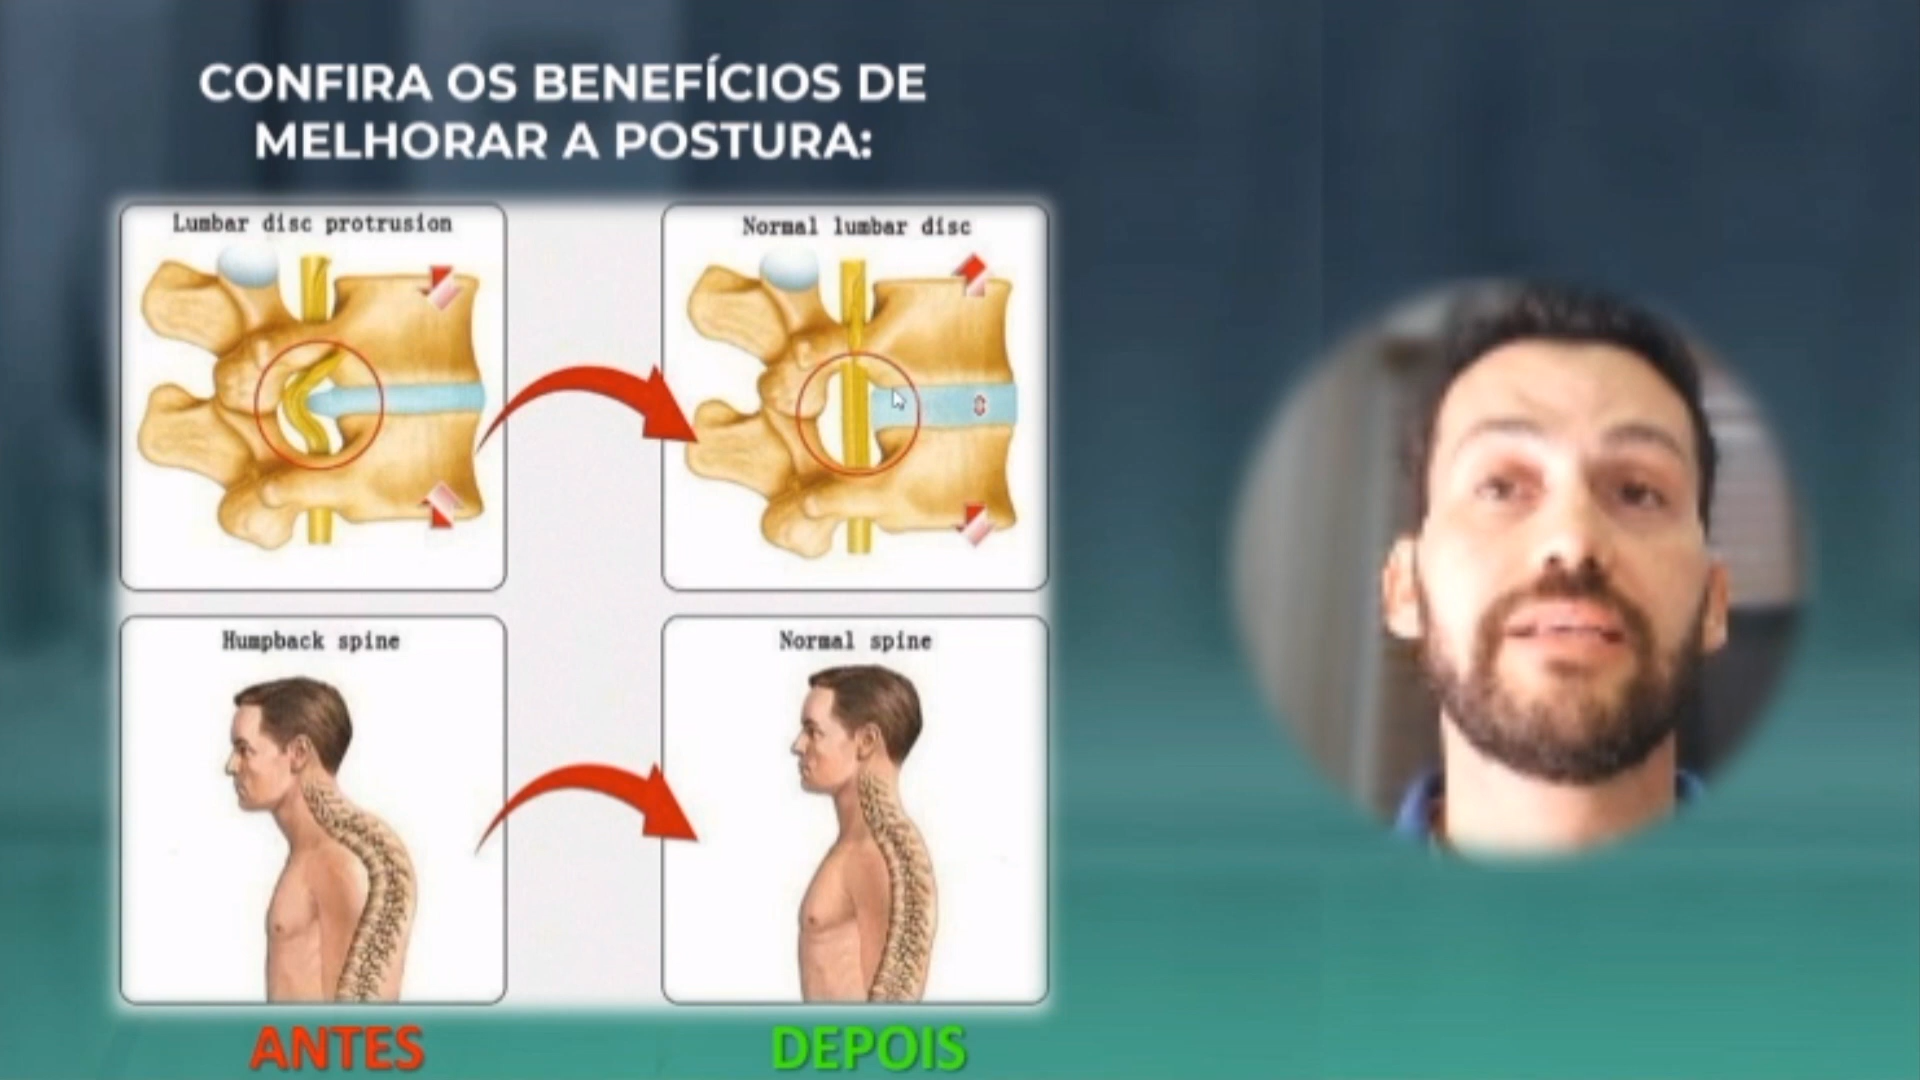 CONFIRA OS BENEFÍCIOS DE
MELHORAR A POSTURA:
Lumbar disc protrusion
Normal lumbar disc
Humpback spine
Normal spine
ANTES
DEPOIS